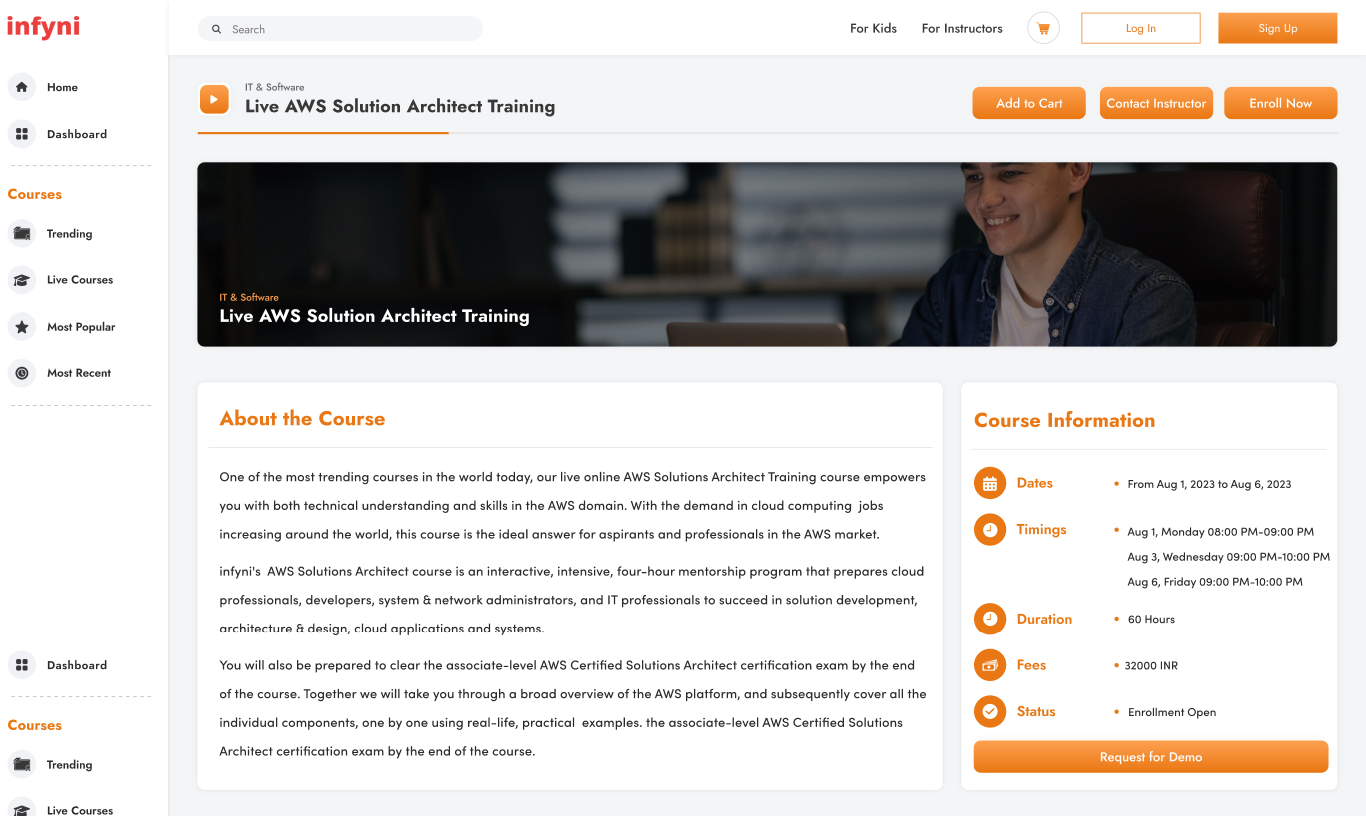 infyni
Search
For Kids
For Instructors
Log In
Sign Up
Home
Dashboard
Courses
Trending
Live Courses
Most Popular
Most Recent
Dashboard
Courses
Trending
Live Courses
IT & Software
Live AWS Solution Architect Training
Add to Cart
Contact Instructor
Enroll Now
IT & Software
Live AWS Solution Architect Training
About the Course
One of the most trending courses in the world today, our live online AWS Solutions Architect Training course empowers
you with both technical understanding and skills in the AWS domain. With the demand in cloud computing  jobs
increasing around the world, this course is the ideal answer for aspirants and professionals in the AWS market.
infyni's  AWS Solutions Architect course is an interactive, intensive, four-hour mentorship program that prepares cloud
professionals, developers, system & network administrators, and IT professionals to succeed in solution development,
architecture & design, cloud applications and systems.
You will also be prepared to clear the associate-level AWS Certified Solutions Architect certification exam by the end
of the course. Together we will take you through a broad overview of the AWS platform, and subsequently cover all the
individual components, one by one using real-life, practical  examples. the associate-level AWS Certified Solutions
Architect certification exam by the end of the course.
Course Information
Dates
• From Aug 1, 2023 to Aug 6, 2023
Timings
• Aug 1, Monday 08:00 PM-09:00 PM
Aug 3, Wednesday 09:00 PM-10:00 PM
Aug 6, Friday 09:00 PM-10:00 PM
Duration
• 60 Hours
Fees
• 32000 INR
Status
• Enrollment Open
Request for Demo